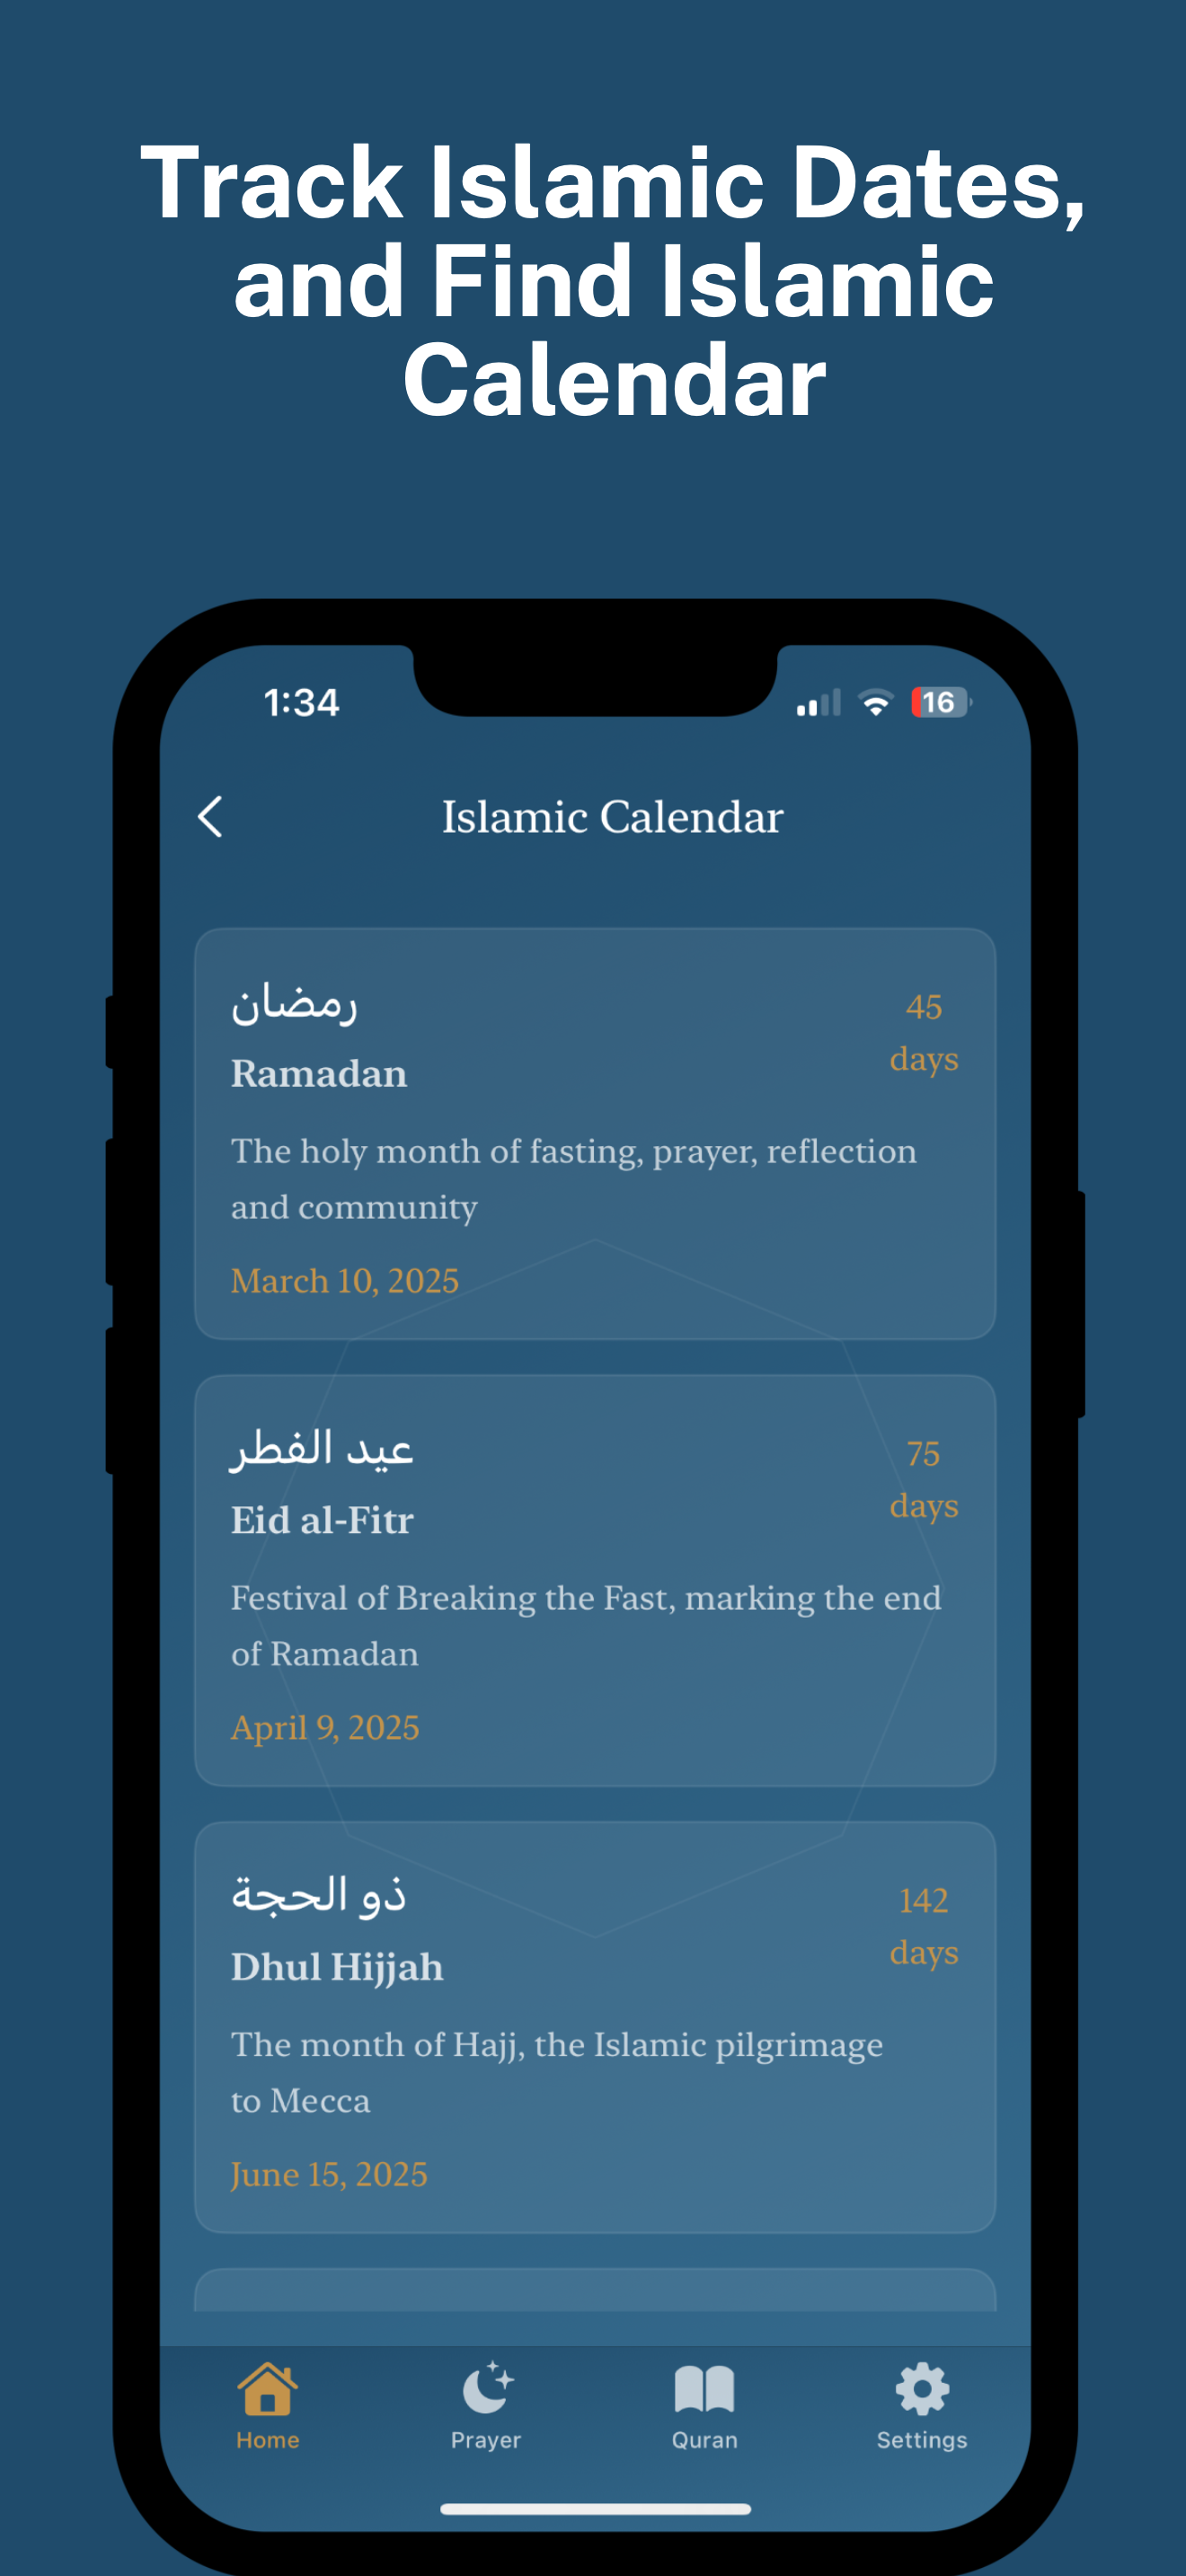 Track Islamic Dates,
and Find Islamic
Calendar
1:34
16
Islamic Calendar
رمضان
45
days
Ramadan
The holy month of fasting, prayer, reflection
and community
March 10, 2025
عيد الفطر
75
days
Eid al-Fitr
Festival of Breaking the Fast, marking the end
of Ramadan
April 9, 2025
ذو الحجة
142
days
Dhul Hijjah
The month of Hajj, the Islamic pilgrimage
to Mecca
June 15, 2025
Home
Prayer
Quran
Settings